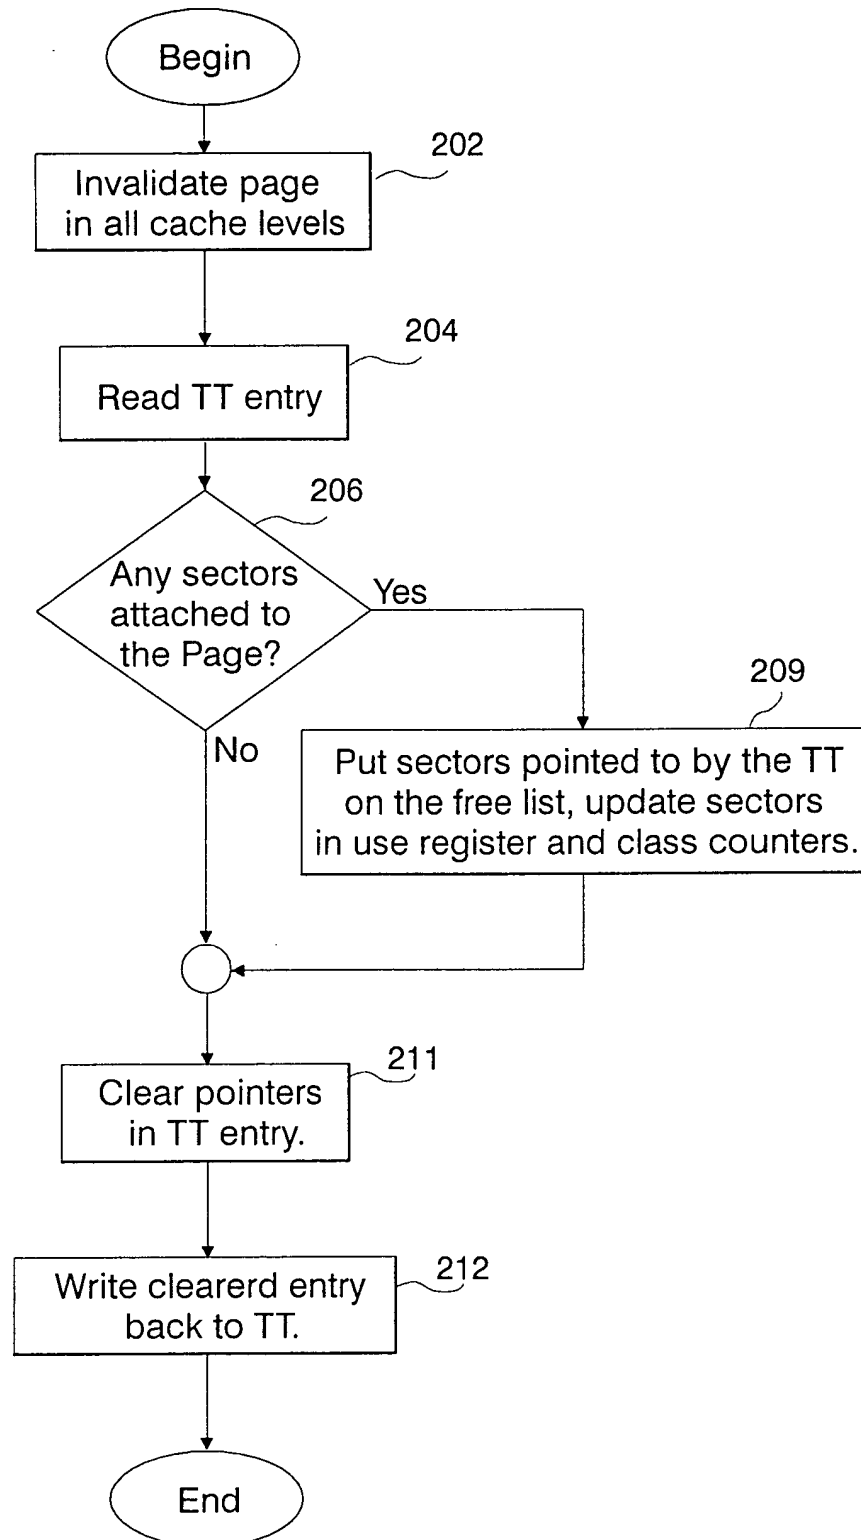 Begin
202
Invalidate page
in all cache levels
204
Read TT entry
206
Any sectors
attached to
the Page?
Yes
No
209
Put sectors pointed to by the TT
on the free list, update sectors
in use register and class counters.
211
Clear pointers
in TT entry.
212
Write clearerd entry
back to TT.
End